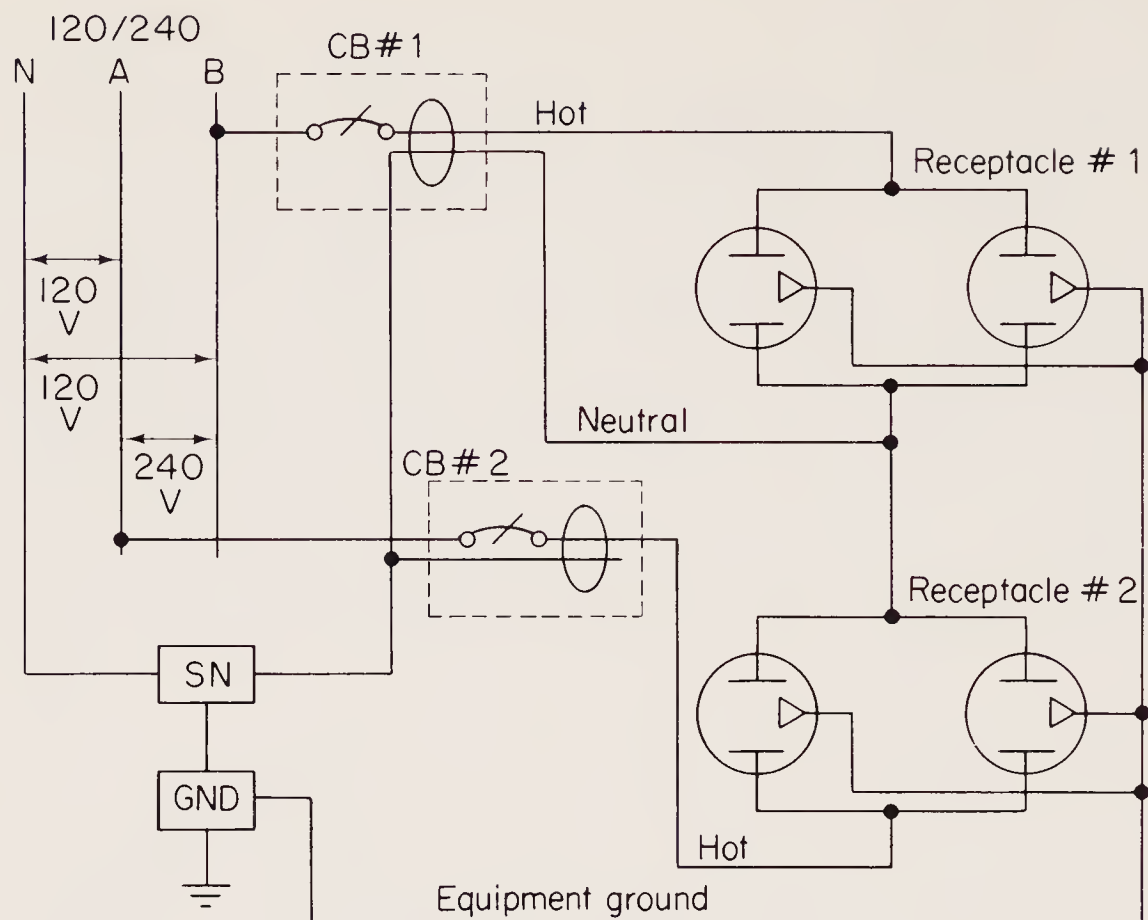 120/240
N A B
CB#1
Hot
Receptacle # 1
120
V
120
V
Neutral
240
V
CB#2
Receptacle # 2
SN
GND
Hot
Equipment ground